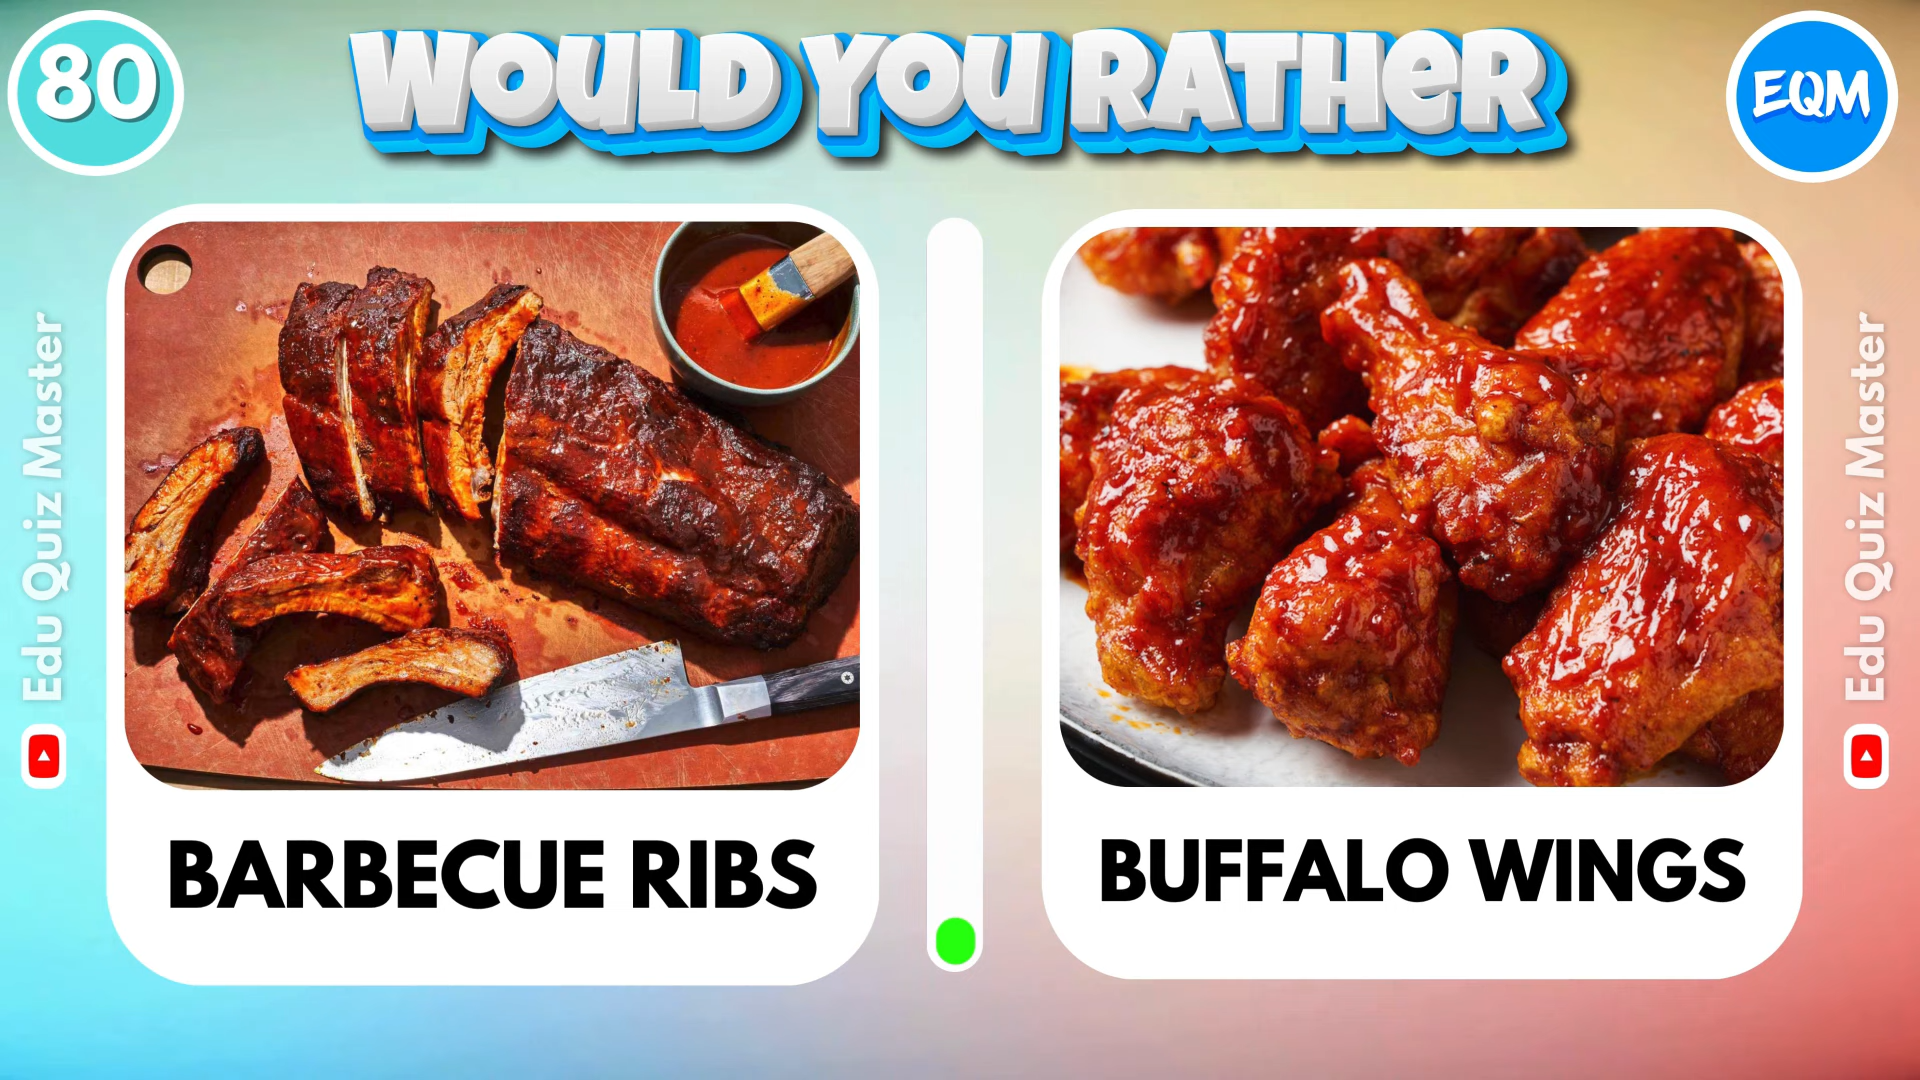 80
WOULD YOU RATHER
EQM
Edu Quiz Master
Edu Quiz Master
BARBECUE RIBS
BUFFALO WINGS